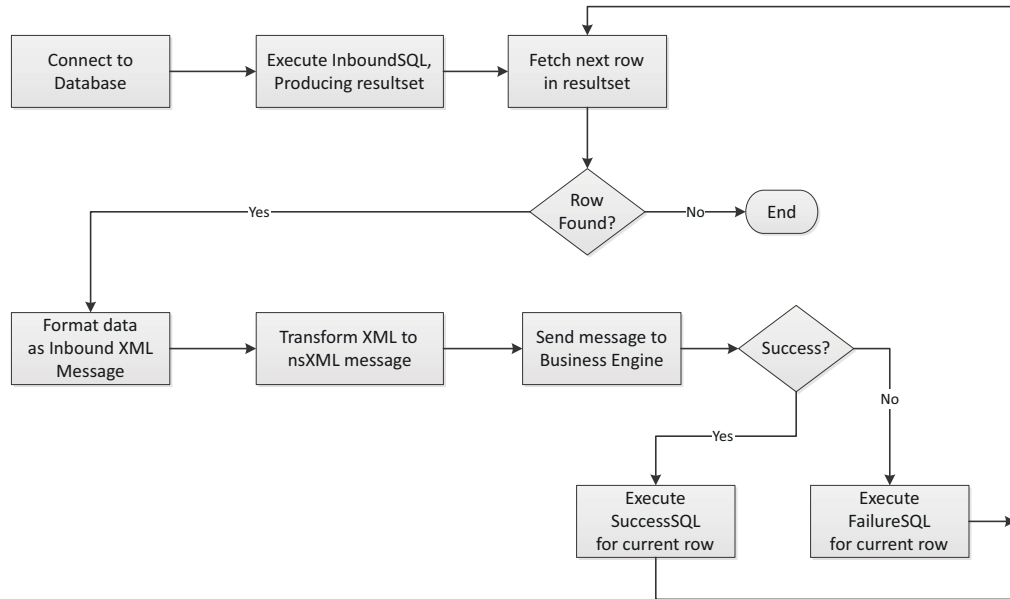 Connect to
Database
Execute InboundSQL,
Producing resultset
Fetch next row
in resultset
Row
Found?
Yes
No
End
Format data
as Inbound XML
Message
Transform XML to
nsXML message
Send message to
Business Engine
Success?
No
Yes
Execute
SuccessSQL
for current row
Execute
FailureSQL
for current row